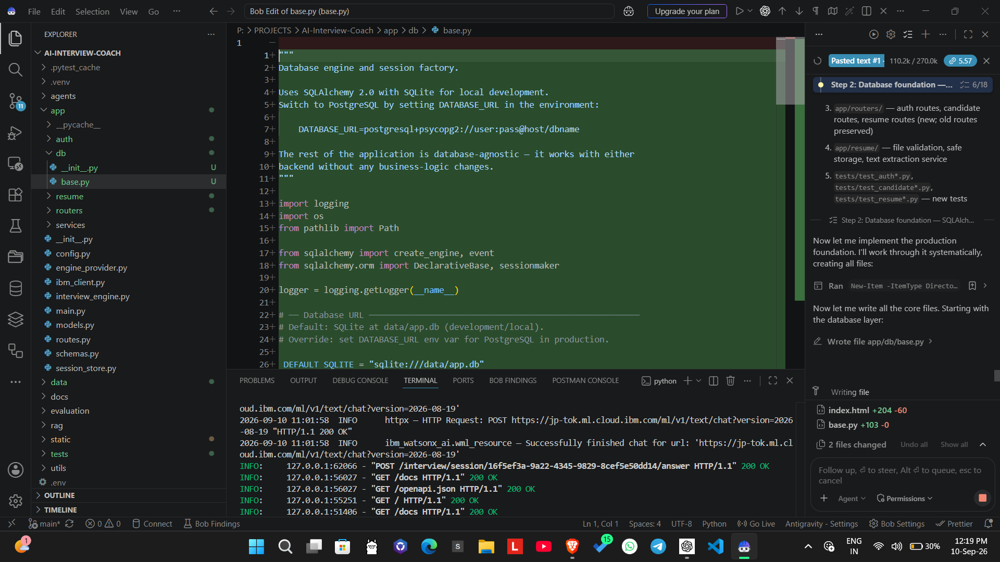 File Edit Selection View Go ···
Bob Edit of base.py (base.py)
Upgrade your plan
EXPLORER
AI-INTERVIEW-COACH
.pytest_cache
.venv
agents
app
__pycache__
auth
db
__init__.py U
base.py U
resume
routers
services
__init__.py
config.py
engine_provider.py
ibm_client.py
interview_engine.py
main.py
models.py
routes.py
schemas.py
session_store.py
data
docs
evaluation
rag
static
tests
utils
.env
OUTLINE
TIMELINE
11
P: > PROJECTS > AI-Interview-Coach > app > db > base.py
1 —
1+ """
2+ Database engine and session factory.
3+
4+ Uses SQLAlchemy 2.0 with SQLite for local development.
5+ Switch to PostgreSQL by setting DATABASE_URL in the environment:
6+
7+ DATABASE_URL=postgresql+psycopg2://user:pass@host/dbname
8+
9+ The rest of the application is database-agnostic — it works with either
10+ backend without any business-logic changes.
11+ """
12+
13+ import logging
14+ import os
15+ from pathlib import Path
16+
17+ from sqlalchemy import create_engine, event
18+ from sqlalchemy.orm import DeclarativeBase, sessionmaker
19+
20+ logger = logging.getLogger(__name__)
21+
22+ # —— Database URL ——————————————————————————————
23+ # Default: SQLite at data/app.db (development/local).
24+ # Override: set DATABASE_URL env var for PostgreSQL in production.
25+
26+ _DEFAULT_SQLITE = "sqlite:///data/app.db"
PROBLEMS OUTPUT DEBUG CONSOLE TERMINAL PORTS BOB FINDINGS POSTMAN CONSOLE python
oud.ibm.com/ml/v1/text/chat?version=2026-08-19'
2026-09-10 11:01:58 INFO httpx — HTTP Request: POST https://jp-tok.ml.cloud.ibm.com/ml/v1/text/chat?version=2026
-08-19 "HTTP/1.1 200 OK"
2026-09-10 11:01:58 INFO ibm_watsonx_ai.wml_resource — Successfully finished chat for url: 'https://jp-tok.ml.cl
oud.ibm.com/ml/v1/text/chat?version=2026-08-19'
INFO: 127.0.0.1:62066 - "POST /interview/session/16f5ef3a-9a22-4345-9829-8cef5e50dd14/answer HTTP/1.1" 200 OK
INFO: 127.0.0.1:56027 - "GET /docs HTTP/1.1" 200 OK
INFO: 127.0.0.1:56027 - "GET /openapi.json HTTP/1.1" 200 OK
INFO: 127.0.0.1:55251 - "GET / HTTP/1.1" 200 OK
INFO: 127.0.0.1:51406 - "GET /docs HTTP/1.1" 200 OK
Pasted text #1 - 110.2k / 270.0k 5.57
Step 2: Database foundation —... 6/18
3. app/routers/ — auth routes, candidate
routes, resume routes (new; old routes
preserved)
4. app/resume/ — file validation, safe
storage, text extraction service
5. tests/test_auth*.py,
tests/test_candidate*.py,
tests/test_resume*.py — new tests
Step 2: Database foundation — SQLAlch...
Now let me implement the production
foundation. I'll work through it systematically,
creating all files:
Ran New-Item -ItemType Directo...
Now let me write all the core files. Starting with
the database layer:
Wrote file app/db/base.py >
Writing file
index.html +204 -60
base.py +103 -0
2 files changed Undo all Show all
Follow up, ⏎ to steer, Alt ⏎ to queue, esc to
cancel
Agent Permissions
main* 0 0 Connect Bob Findings Ln 1, Col 1 Spaces: 4 UTF-8 Python Go Live Antigravity - Settings Bob Settings Prettier
1
S
L
15
ENG
IN
30%
12:19 PM
10-Sep-26